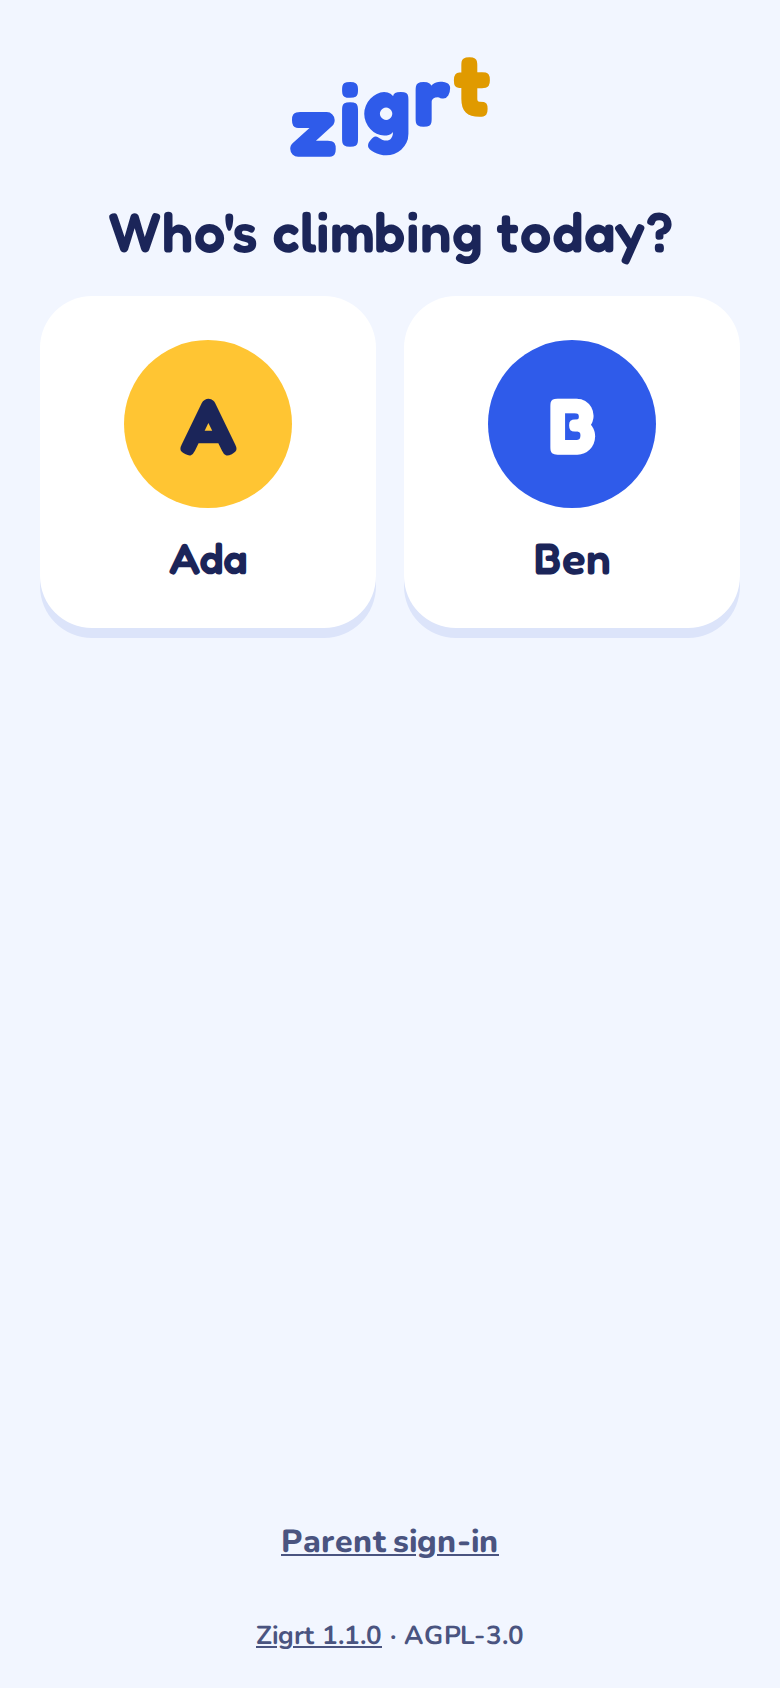 zigrt
Who's climbing today?
A
B
Ada
Ben
Parent sign-in
Zigrt 1.1.0 · AGPL-3.0